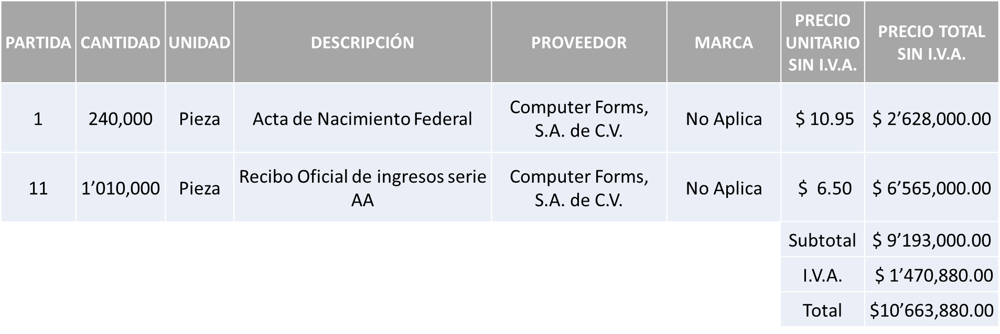 PARTIDA CANTIDAD UNIDAD DESCRIPCIÓN PROVEEDOR MARCA PRECIO UNITARIO SIN I.V.A. PRECIO TOTAL SIN I.V.A.
1 240,000 Pieza Acta de Nacimiento Federal Computer Forms, S.A. de C.V. No Aplica $ 10.95 $ 2’628,000.00
11 1’010,000 Pieza Recibo Oficial de ingresos serie AA Computer Forms, S.A. de C.V. No Aplica $ 6.50 $ 6’565,000.00
Subtotal $ 9’193,000.00
I.V.A. $ 1’470,880.00
Total $10’663,880.00